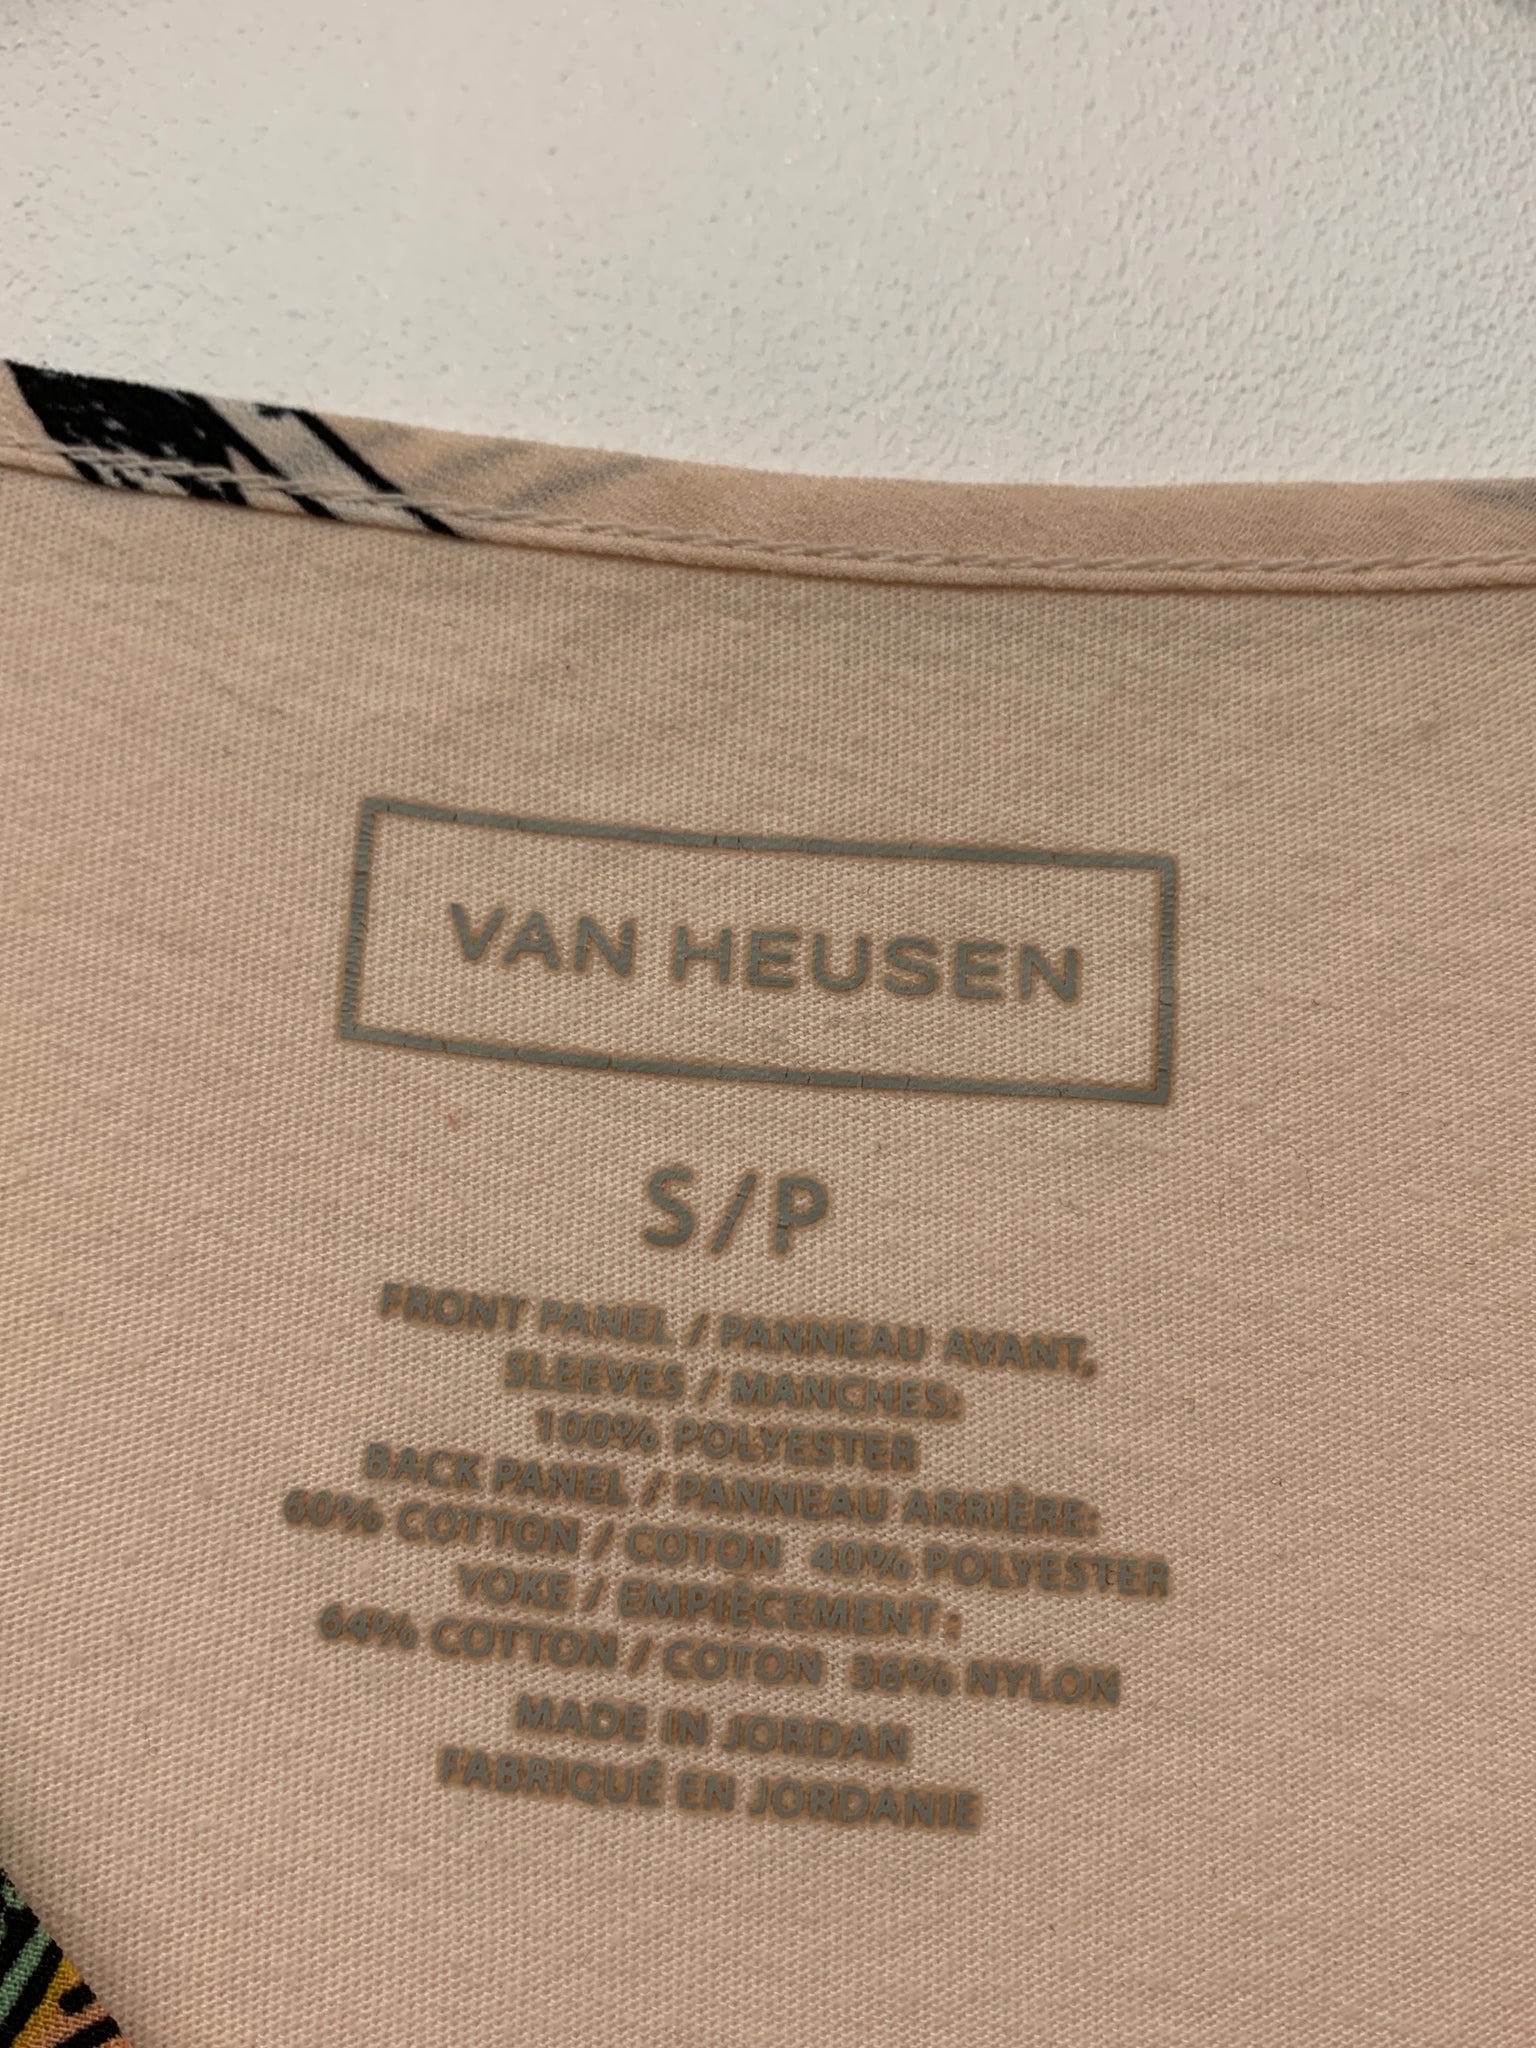 VAN HEUSEN
S/P
FRONT PANEL / PANNEAU AVANT,
SLEEVES / MANCHES:
100% POLYESTER
BACK PANEL / PANNEAU ARRIÈRE:
60% COTTON / COTON 40% POLYESTER
YOKE / EMPIÈCEMENT:
64% COTTON / COTON 36% NYLON
MADE IN JORDAN
FABRIQUÉ EN JORDANIE